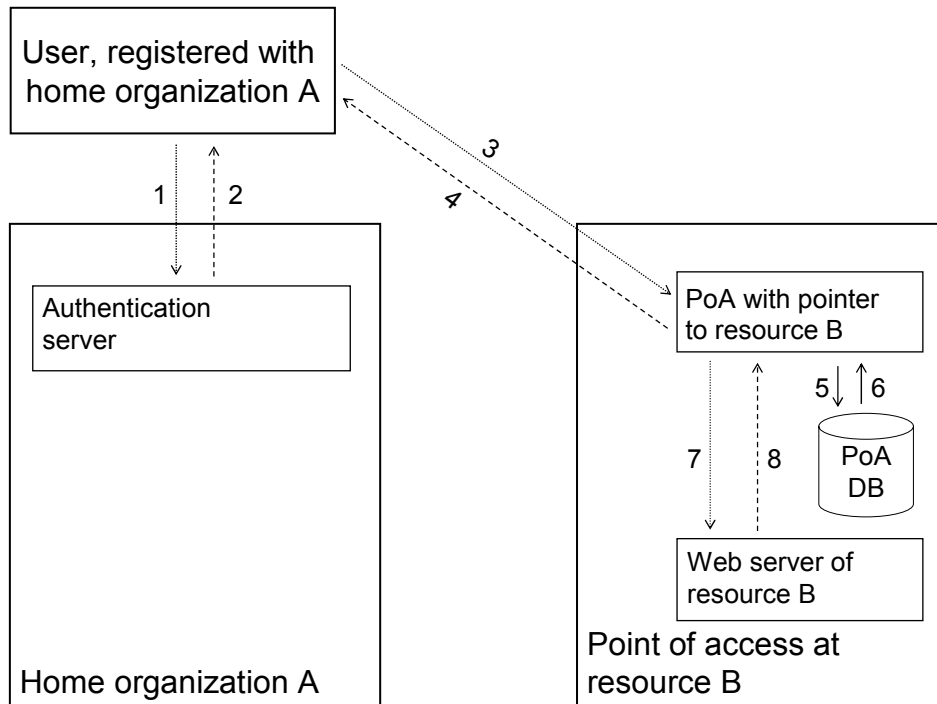 User, registered with
home organization A
1
2
3
4
Authentication
server
PoA with pointer
to resource B
5
6
PoA
DB
7
8
Web server of
resource B
Home organization A
Point of access at
resource B